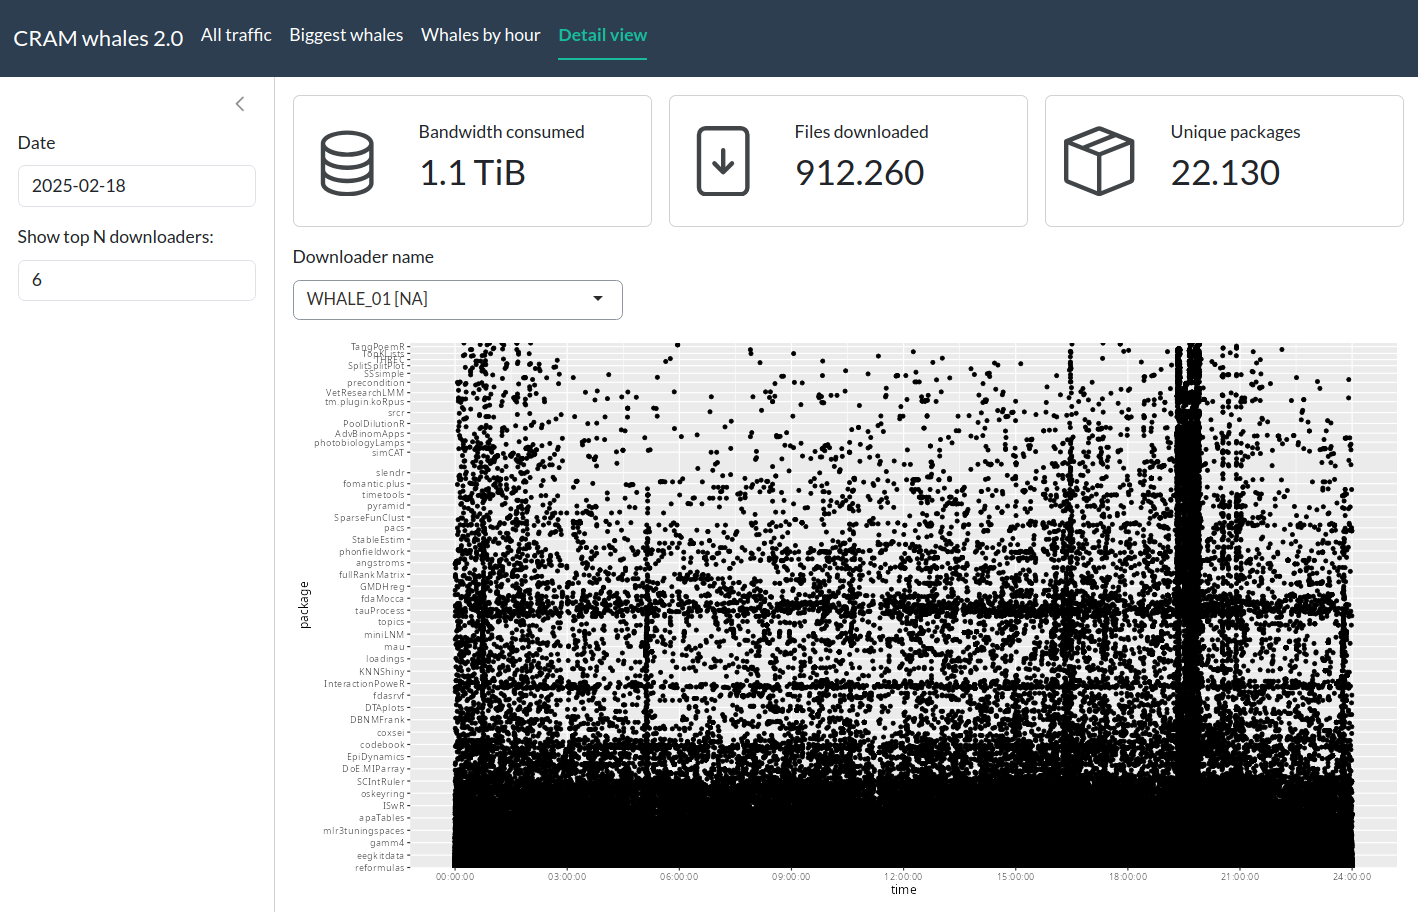 CRAM whales 2.0 All traffic Biggest whales Whales by hour Detail view
Date
2025-02-18
Show top N downloaders:
6
Bandwidth consumed
1.1 TiB
Files downloaded
912.260
Unique packages
22.130
Downloader name
WHALE_01 [NA]
package
TangPoemR
TopKLists
THREC
SplitSplitPlot
SSsimple
precondition
VetResearchLMM
tm.plugin.koRpus
srcr
PoolDilutionR
AdvBinomApps
photobiologyLamps
simCAT
slendr
fomantic.plus
timetools
pyramid
SparseFunClust
pacs
StableEstim
phonfieldwork
angstroms
fullRankMatrix
GMDHreg
fdaMocca
tauProcess
topics
miniLNM
mau
loadings
KNNShiny
InteractionPoweR
fdasrvf
DTAplots
DBNMFrank
coxsei
codebook
EpiDynamics
DoE.MIParray
SCIntRuler
oskeyring
ISwR
apaTables
mlr3tuningspaces
gamm4
eegkitdata
reformulas
00:00:00 03:00:00 06:00:00 09:00:00 12:00:00 15:00:00 18:00:00 21:00:00 24:00:00
time